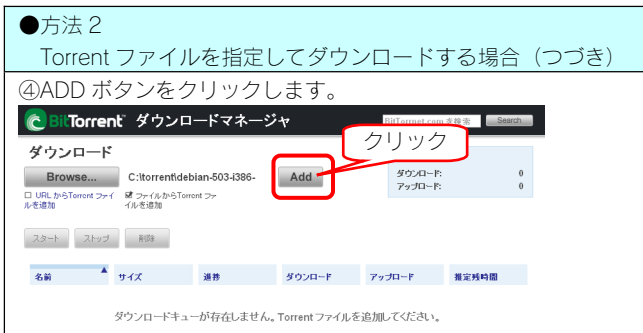 ●方法 2
Torrent ファイルを指定してダウンロードする場合（つづき）
④ADD ボタンをクリックします。
BitTorrent ダウンロードマネージャ
BitTorrnet.com を検索 Search
クリック
ダウンロード
Browse... C:\torrent\debian-503-i386- Add
ダウンロード: 0
アップロード: 0
□ URL からTorrent ファイ
ルを追加
☑ ファイルからTorrent ファ
イルを追加
スタート ストップ 削除
名前 ▲ サイズ 進捗 ダウンロード アップロード 推定残時間
ダウンロードキューが存在しません。Torrent ファイルを追加してください。